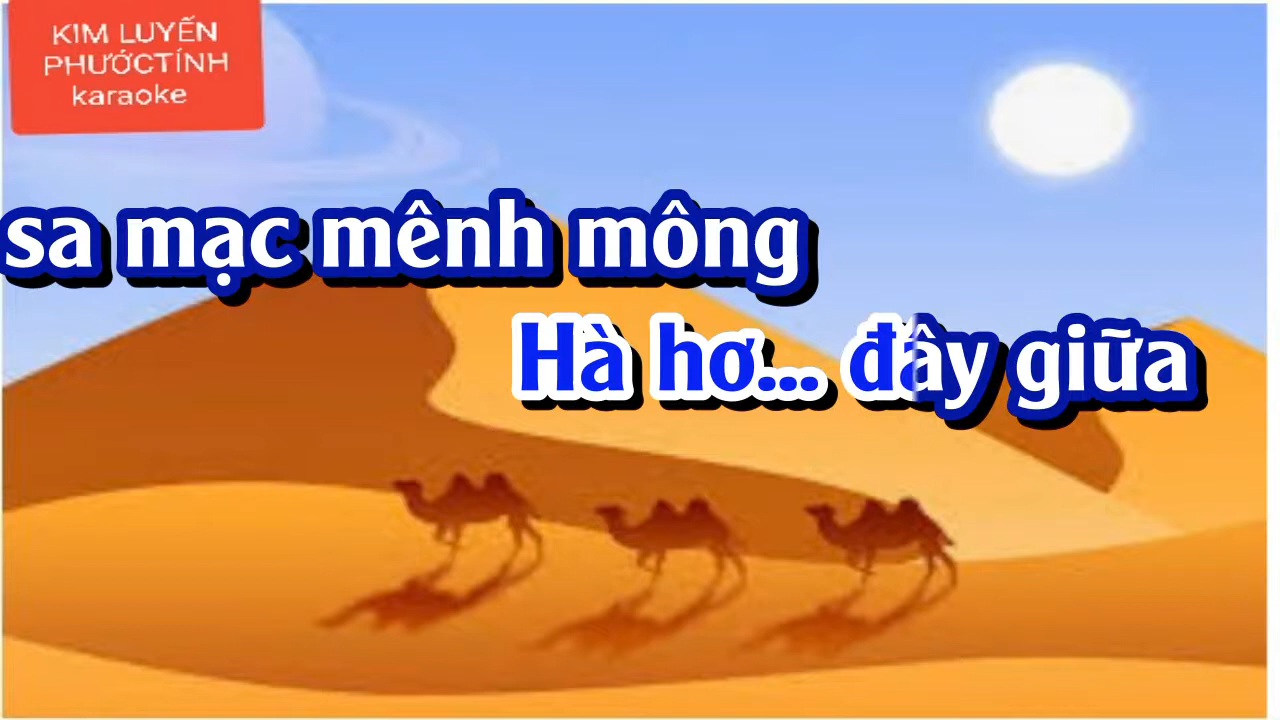 KIM LUYẾN
PHƯỚCTÍNH
karaoke
sa mạc mênh mông
Hà hơ... đây giữa